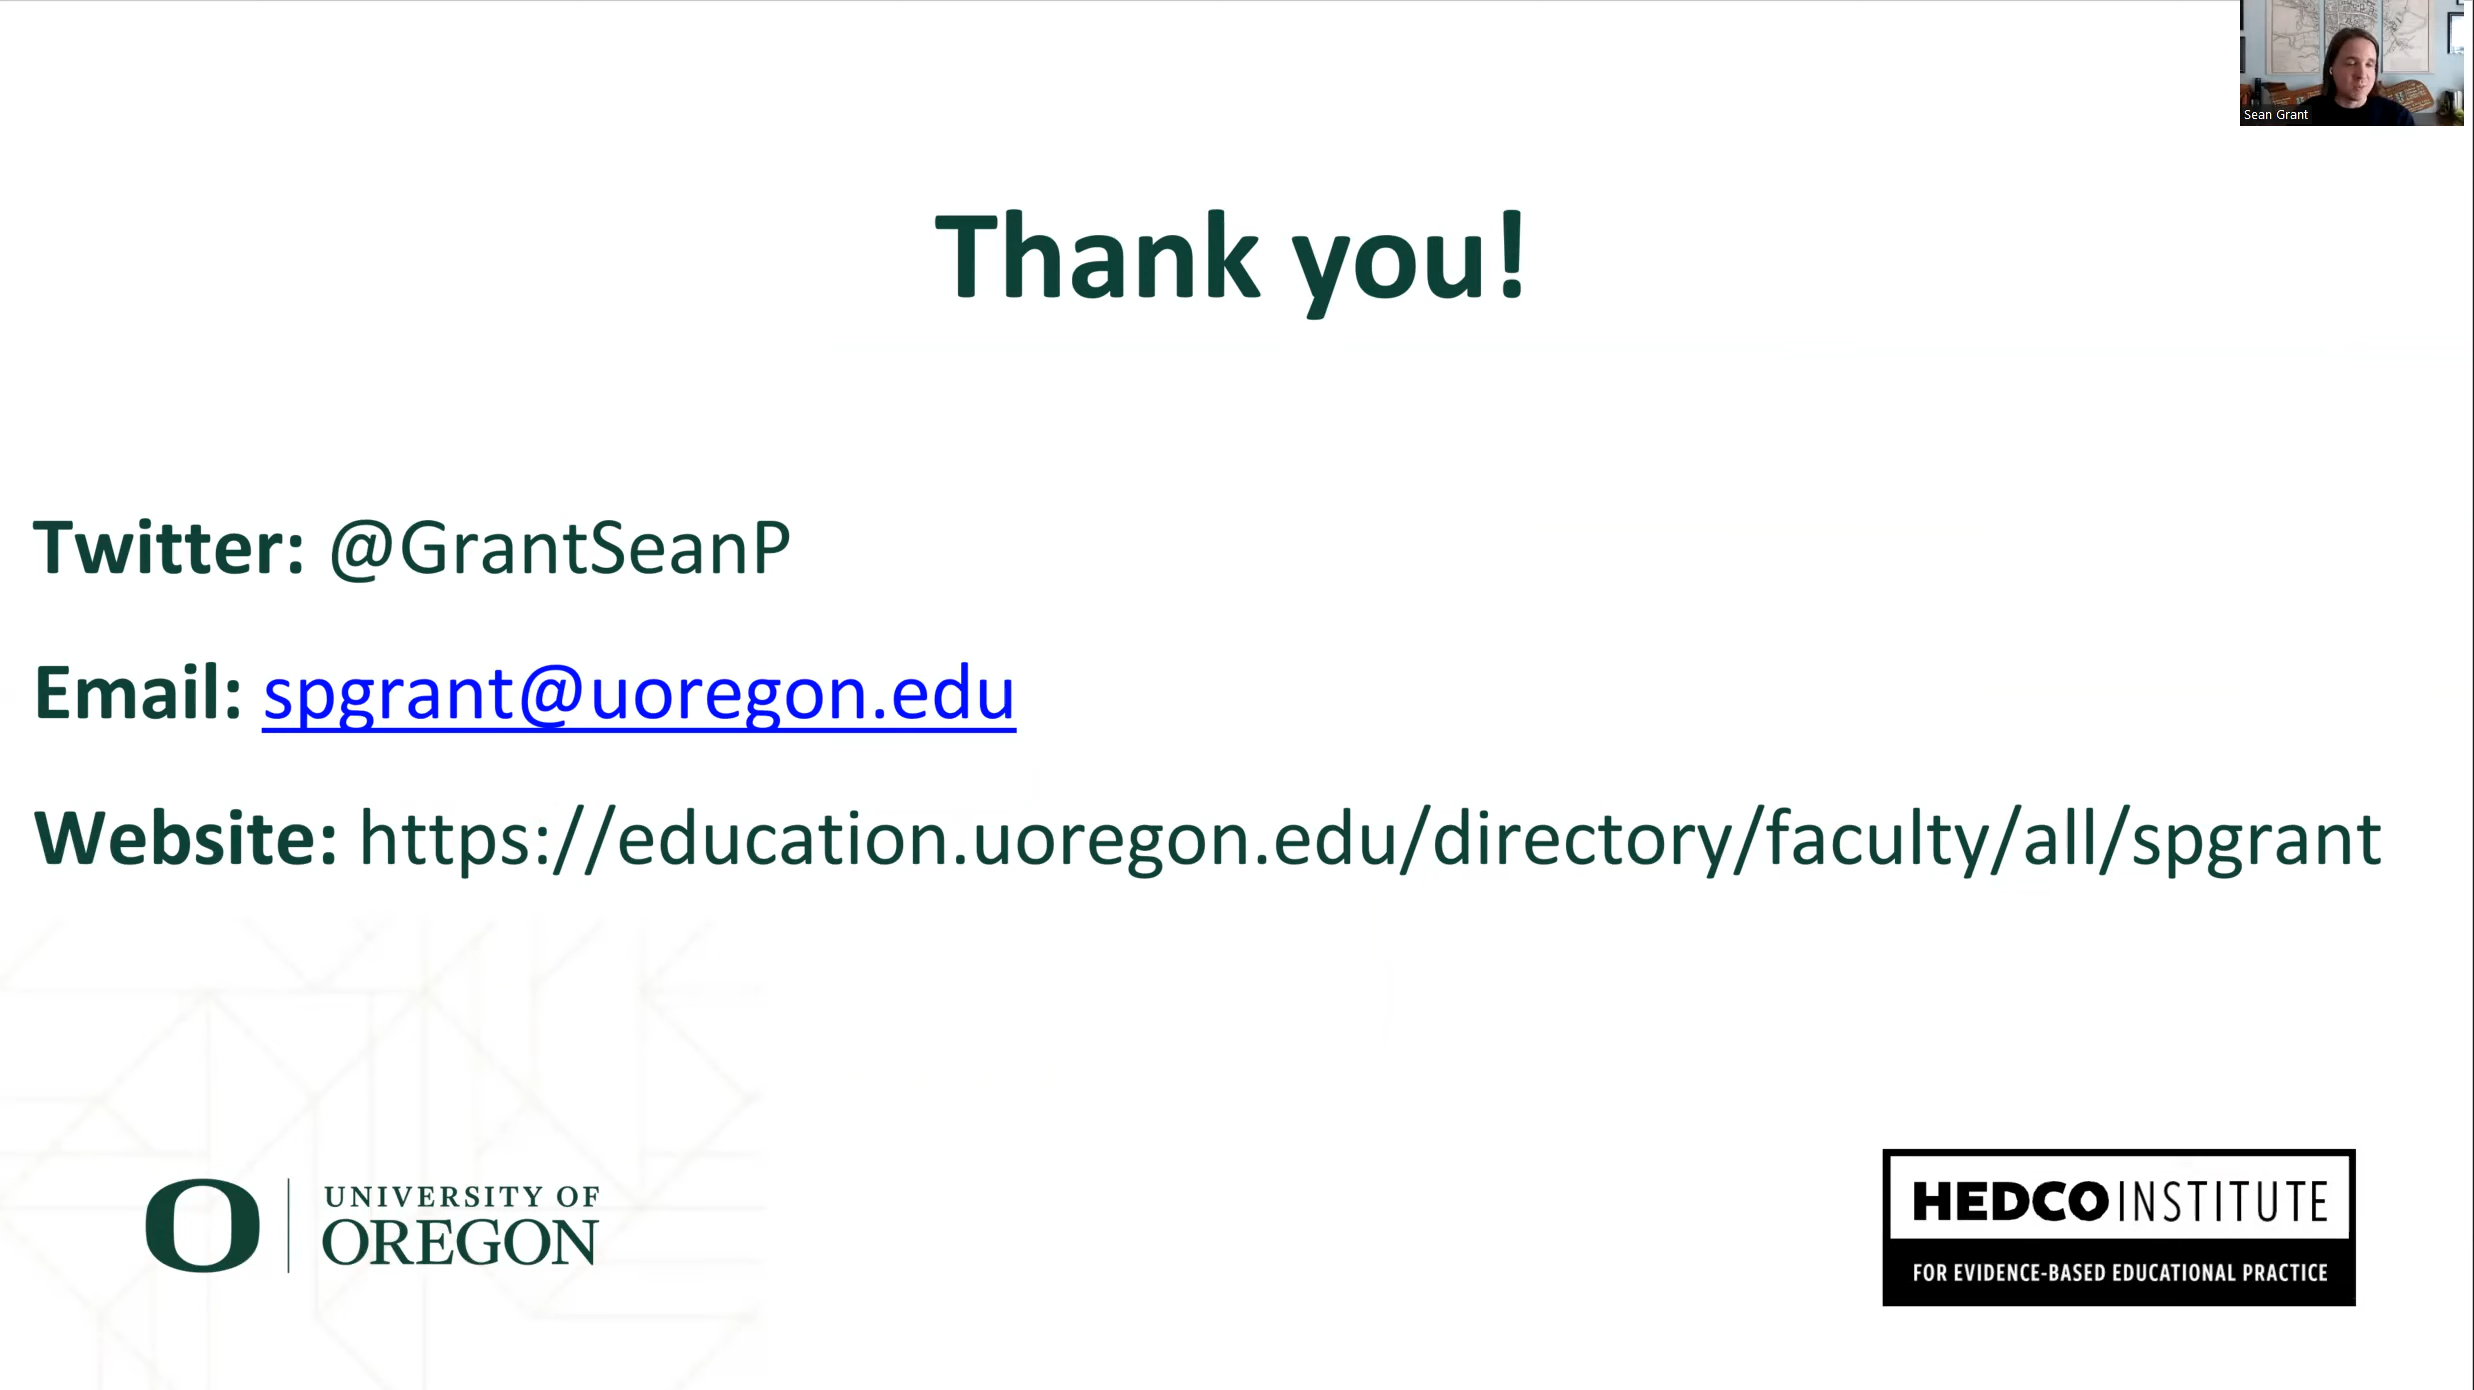 Sean Grant
Thank you!
Twitter: @GrantSeanP
Email: spgrant@uoregon.edu
Website: https://education.uoregon.edu/directory/faculty/all/spgrant
O
UNIVERSITY OF
OREGON
HEDCO INSTITUTE
FOR EVIDENCE-BASED EDUCATIONAL PRACTICE